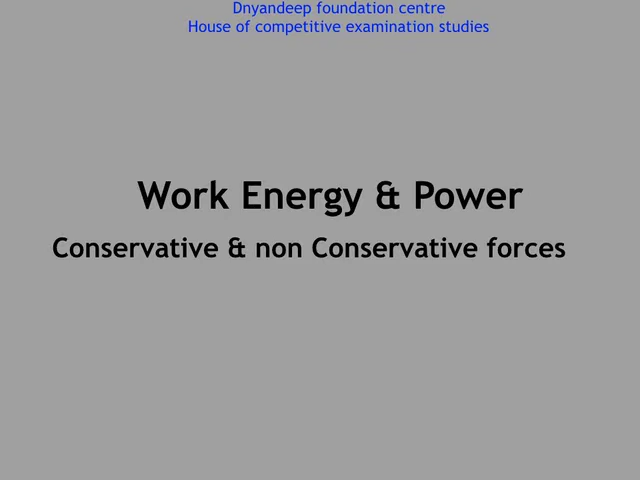 Dnyandeep foundation centre
House of competitive examination studies
Work Energy & Power
Conservative & non Conservative forces